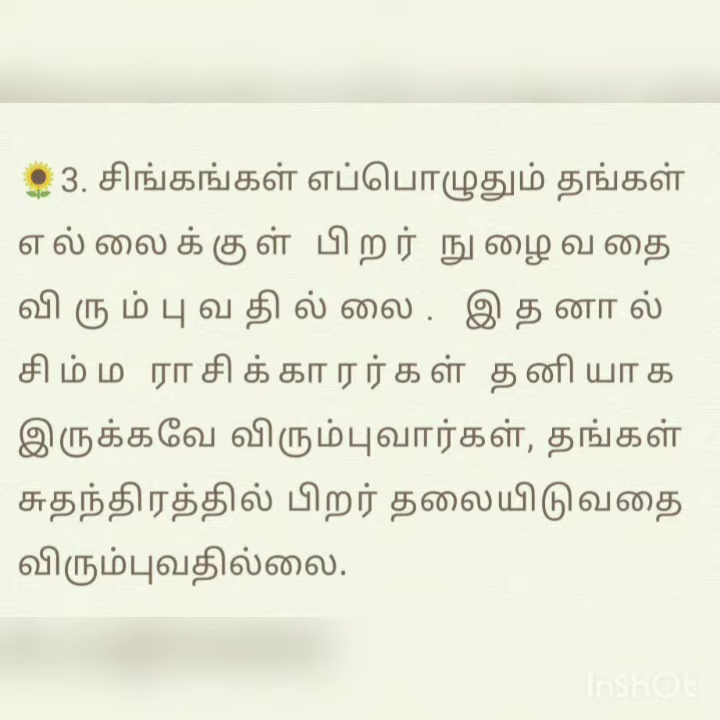 🌻3. சிங்கங்கள் எப்பொழுதும் தங்கள்
எல்லைக்குள் பிறர் நுழைவதை
விரும்புவதில்லை. இதனால்
சிம்ம ராசிக்காரர்கள் தனியாக
இருக்கவே விரும்புவார்கள், தங்கள்
சுதந்திரத்தில் பிறர் தலையிடுவதை
விரும்புவதில்லை.
InShOt